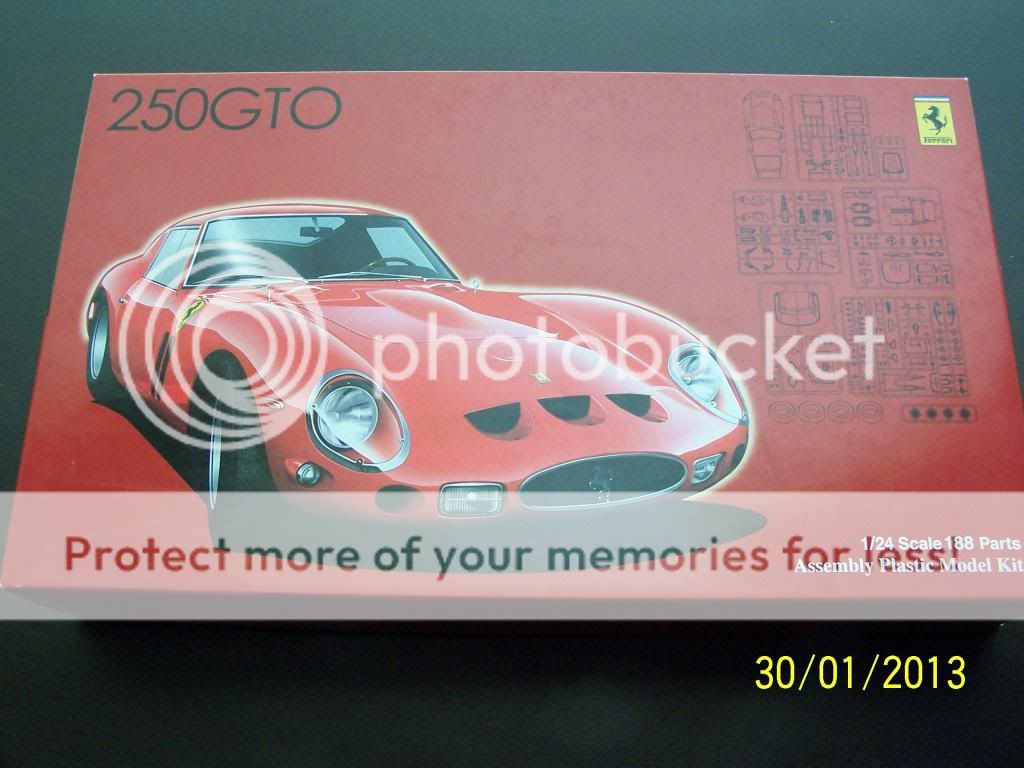 250GTO
Ferrari
photobucket
Protect more of your memories for less!
1/24 Scale 188 Parts
Assembly Plastic Model Kit
30/01/2013